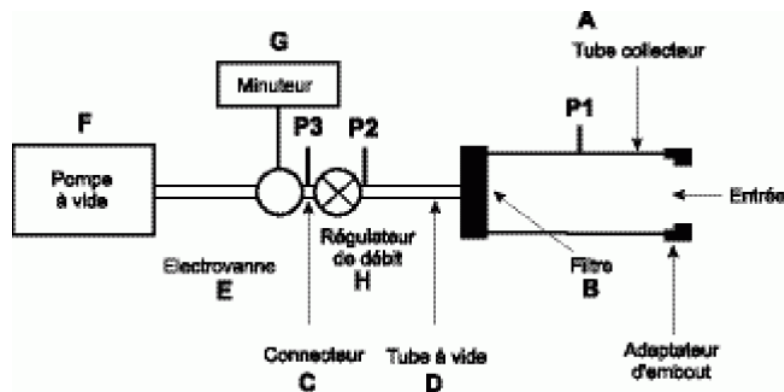 A
Tube collecteur
G
Minuteur
P1
P3
P2
F
Pompe
à vide
Entrée
Régulateur
de débit
H
Electrovanne
E
Filtre
B
Connecteur
C
Tube à vide
D
Adaptateur
d'embout